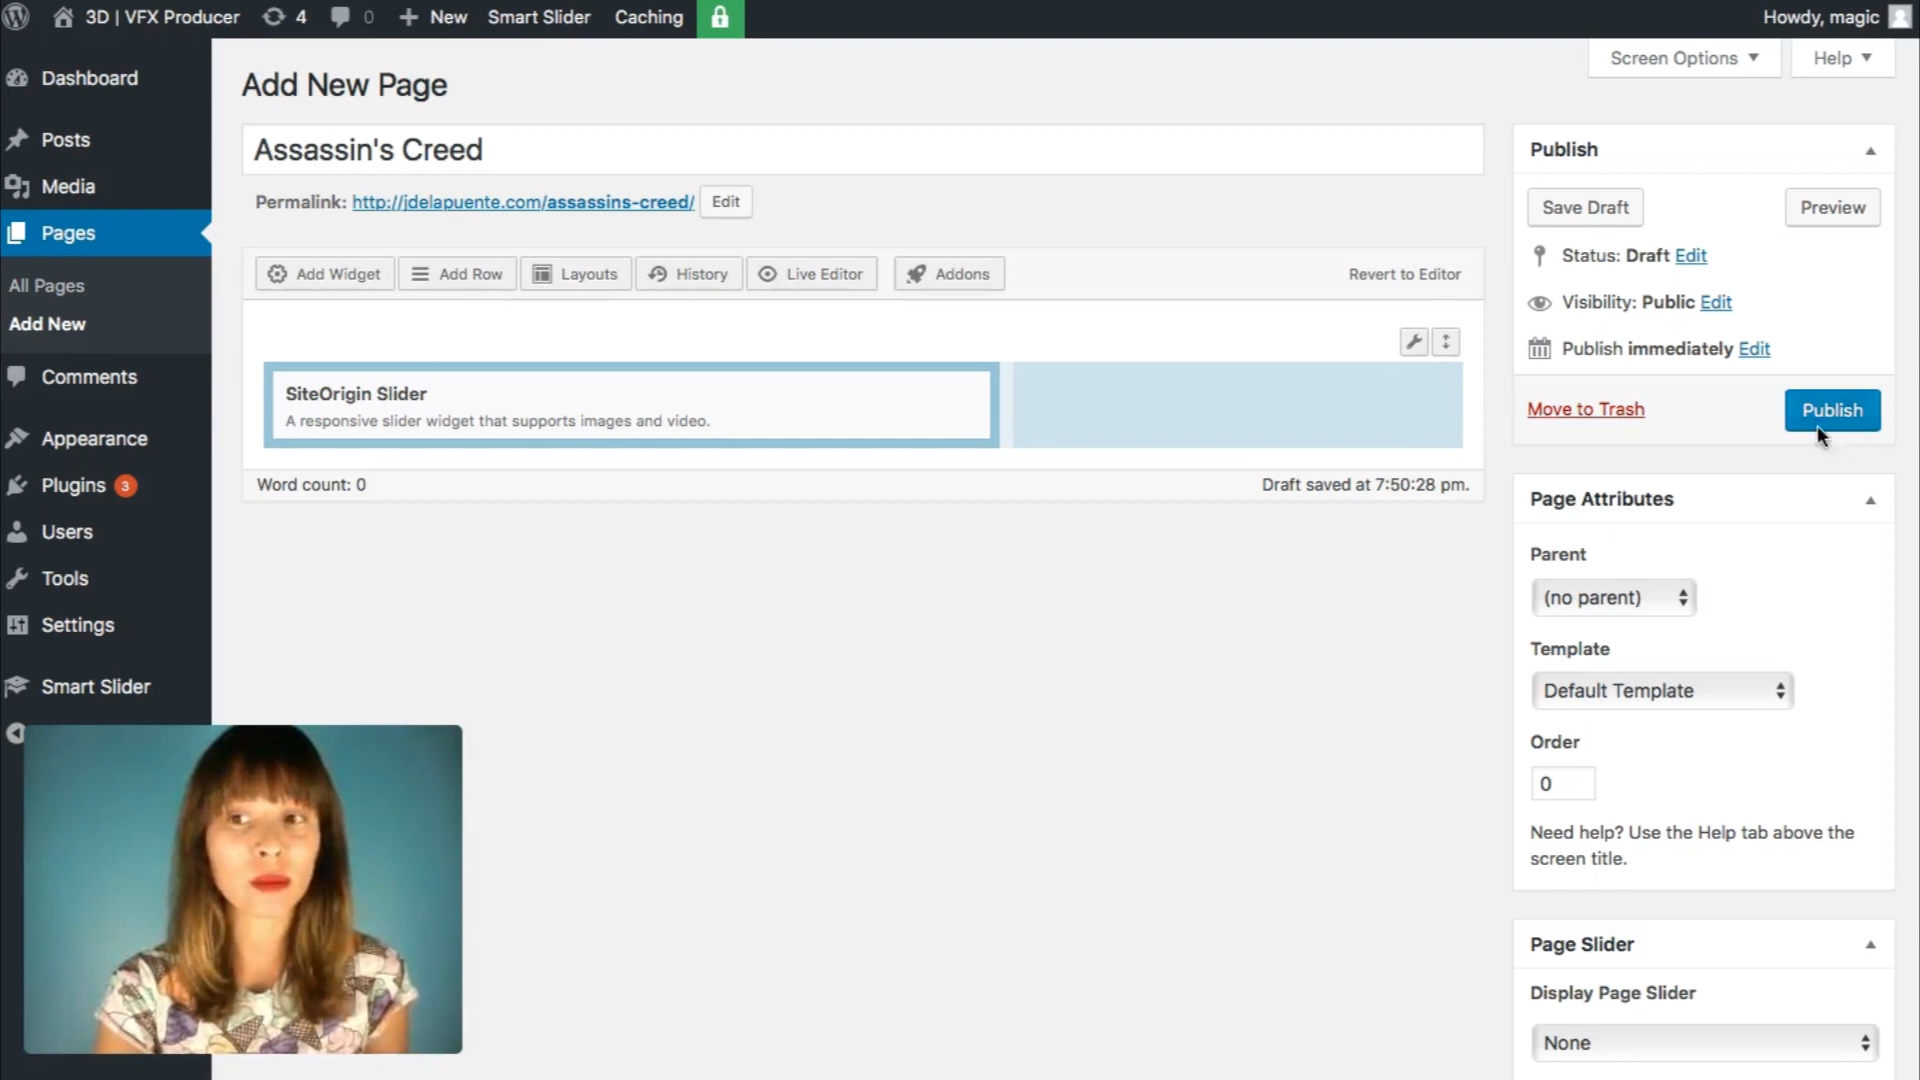 3D | VFX Producer 4 0 New Smart Slider Caching Howdy, magic
Screen Options Help
Dashboard
Posts
Media
Pages
All Pages
Add New
Comments
Appearance
Plugins 3
Users
Tools
Settings
Smart Slider
Add New Page
Assassin's Creed
Permalink: http://jdelapuente.com/assassins-creed/ Edit
Add Widget Add Row Layouts History Live Editor Addons Revert to Editor
SiteOrigin Slider
A responsive slider widget that supports images and video.
Word count: 0 Draft saved at 7:50:28 pm.
Publish
Save Draft Preview
Status: Draft Edit
Visibility: Public Edit
Publish immediately Edit
Move to Trash Publish
Page Attributes
Parent
(no parent)
Template
Default Template
Order
0
Need help? Use the Help tab above the
screen title.
Page Slider
Display Page Slider
None